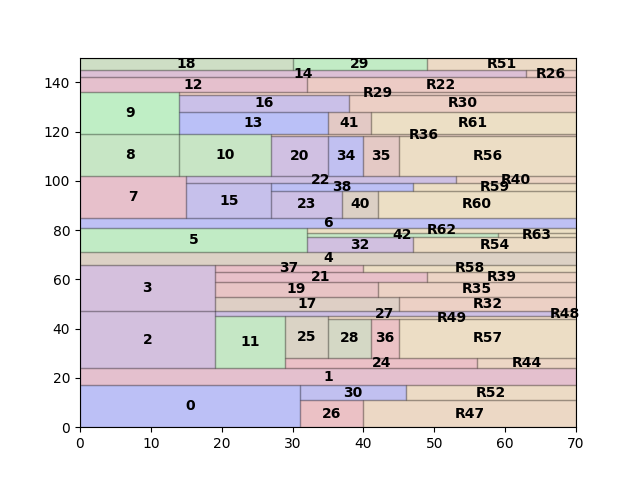 18 29 R51
14 R26
140 12 R22
R29
16 R30
9
120 13 41 R61
R36
8 10 20 34 35 R56
100 22 R40
38 R59
7 15 23 40 R60
80 6
R62
5 42 R63
32 R54
4
60 37 R58
21 R39
3 19 R35
17 R32
27 R48
40 R49
2 11 25 28 36 R57
24 R44
20 1
30 R52
0 26 R47
0
0 10 20 30 40 50 60 70